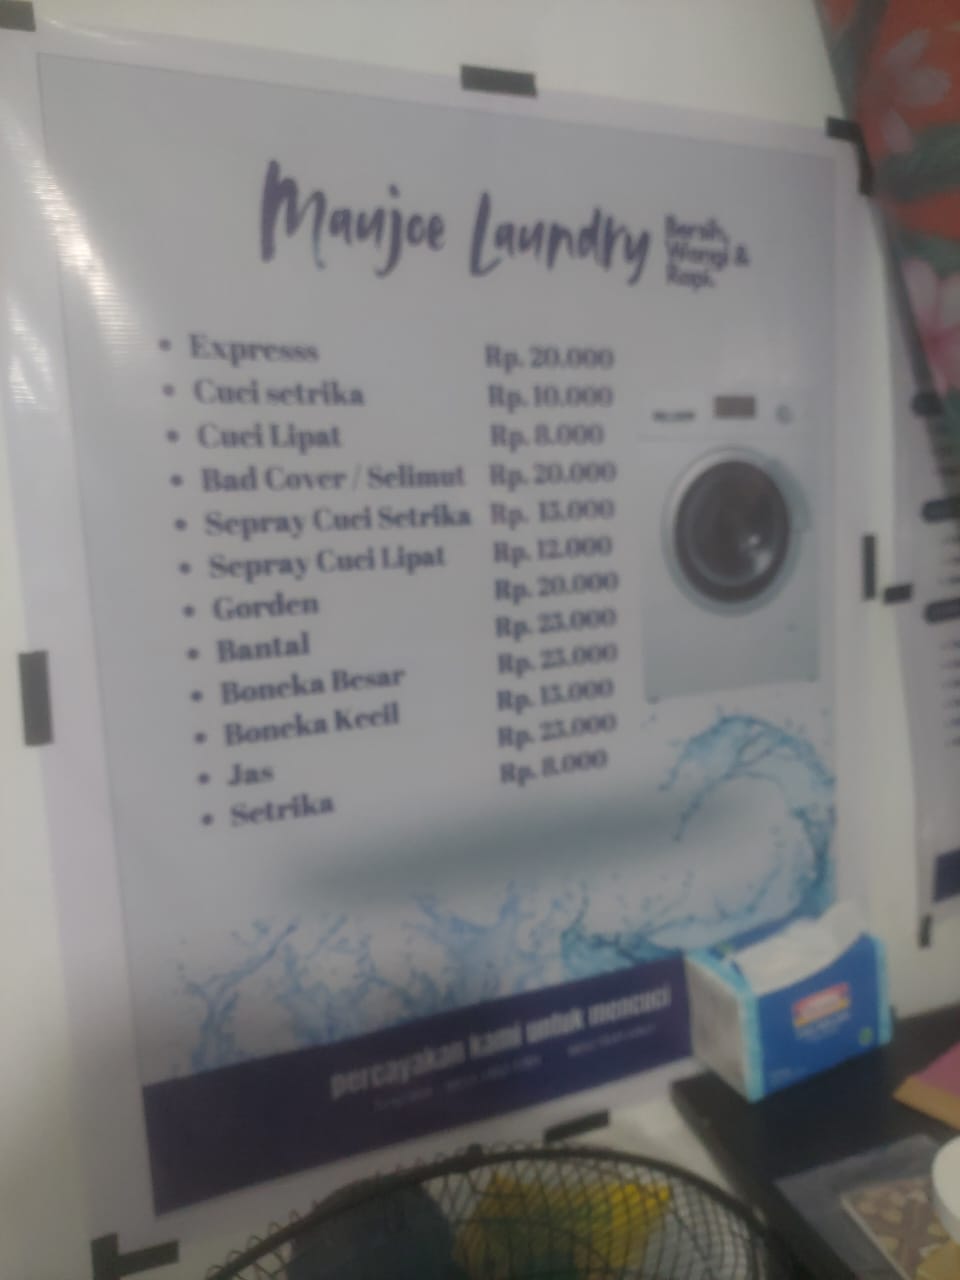 Maujoe Laundry
Bersih,
Wangi &
Rapi.
• Expresss Rp. 20.000
• Cuci setrika Rp. 10.000
• Cuci Lipat Rp. 8.000
• Bad Cover / Selimut Rp. 20.000
• Sepray Cuci Setrika Rp. 15.000
• Sepray Cuci Lipat Rp. 12.000
• Gorden Rp. 20.000
• Bantal Rp. 25.000
• Boneka Besar Rp. 25.000
• Boneka Kecil Rp. 15.000
• Jas Rp. 25.000
• Setrika Rp. 8.000
percayakan kami untuk mencuci